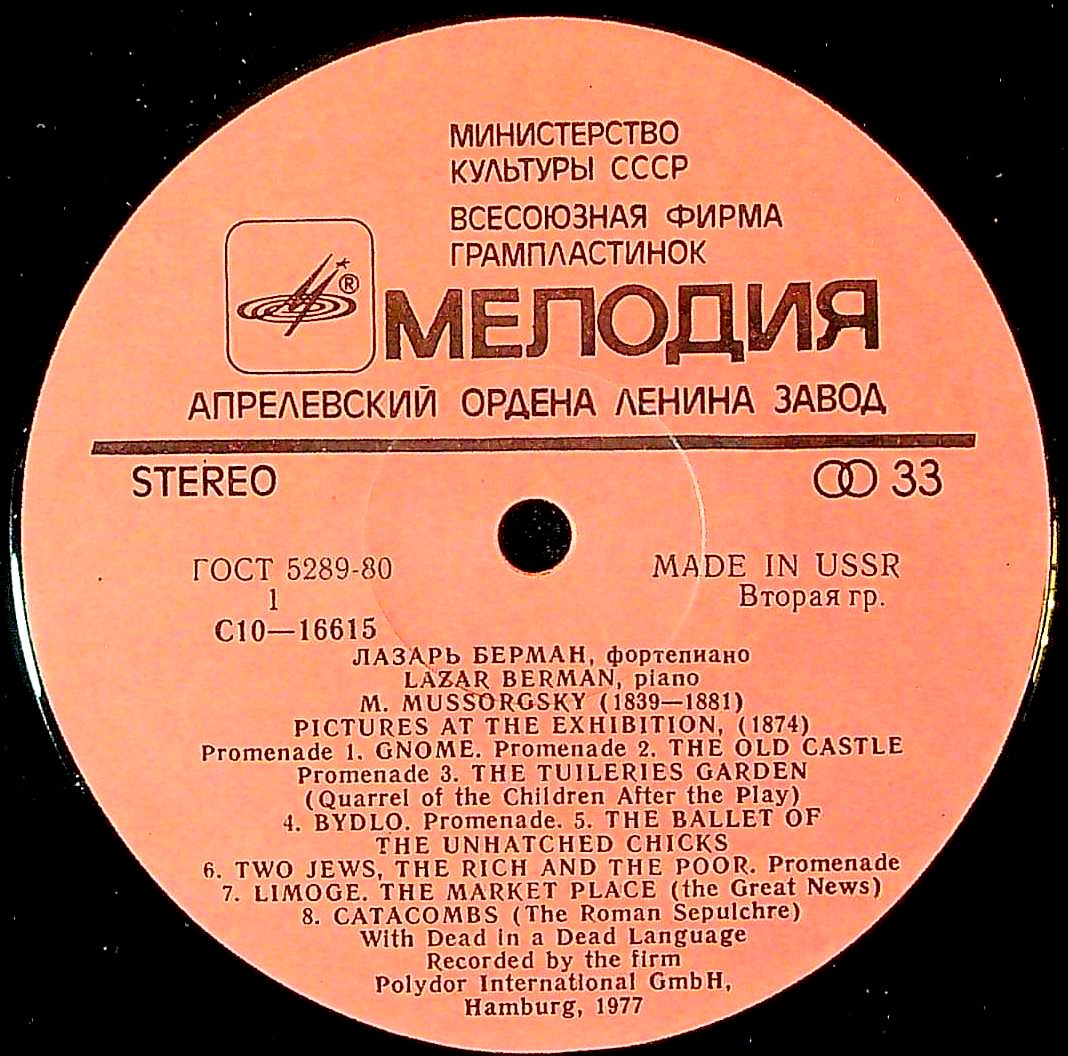 МИНИСТЕРСТВО
КУЛЬТУРЫ СССР
ВСЕСОЮЗНАЯ ФИРМА
ГРАМПЛАСТИНОК
®
МЕЛОДИЯ
АПРЕЛЕВСКИЙ ОРДЕНА ЛЕНИНА ЗАВОД
STEREO 33
ГОСТ 5289-80 MADE IN USSR
1 Вторая гр.
С10—16615
ЛАЗАРЬ БЕРМАН, фортепиано
LAZAR BERMAN, piano
M. MUSSORGSKY (1839—1881)
PICTURES AT THE EXHIBITION, (1874)
Promenade 1. GNOME. Promenade 2. THE OLD CASTLE
Promenade 3. THE TUILERIES GARDEN
(Quarrel of the Children After the Play)
4. BYDLO. Promenade. 5. THE BALLET OF
THE UNHATCHED CHICKS
6. TWO JEWS, THE RICH AND THE POOR. Promenade
7. LIMOGE. THE MARKET PLACE (the Great News)
8. CATACOMBS (The Roman Sepulchre)
With Dead in a Dead Language
Recorded by the firm
Polydor International GmbH,
Hamburg, 1977